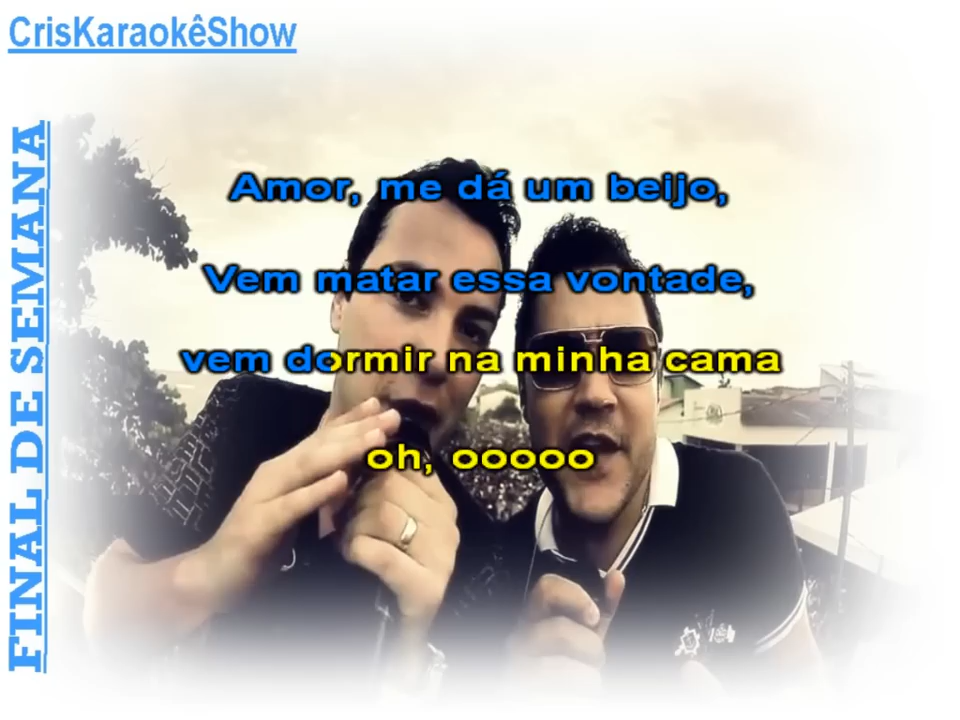 CrisKaraokêShow
FINAL DE SEMANA
Amor, me dá um beijo,
Vem matar essa vontade,
vem dormir na minha cama
oh, ooooo